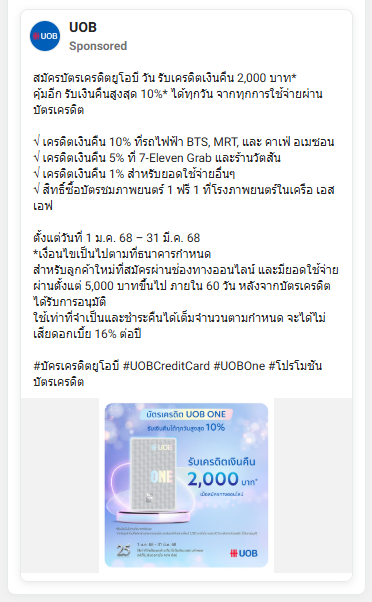 UOB
UOB
Sponsored
สมัครบัตรเครดิตยูโอบี วัน รับเครดิตเงินคืน 2,000 บาท*
คุ้มอีก รับเงินคืนสูงสุด 10%* ได้ทุกวัน จากทุกการใช้จ่ายผ่าน
บัตรเครดิต
√ เครดิตเงินคืน 10% ที่รถไฟฟ้า BTS, MRT, และ คาเฟ่ อเมซอน
√ เครดิตเงินคืน 5% ที่ 7-Eleven Grab และร้านวัตสัน
√ เครดิตเงินคืน 1% สำหรับยอดใช้จ่ายอื่นๆ
√ สิทธิ์ซื้อบัตรชมภาพยนตร์ 1 ฟรี 1 ที่โรงภาพยนตร์ในเครือ เอส
เอฟ
ตั้งแต่วันที่ 1 ม.ค. 68 – 31 มี.ค. 68
*เงื่อนไขเป็นไปตามที่ธนาคารกำหนด
สำหรับลูกค้าใหม่ที่สมัครผ่านช่องทางออนไลน์ และมียอดใช้จ่าย
ผ่านตั้งแต่ 5,000 บาทขึ้นไป ภายใน 60 วัน หลังจากบัตรเครดิต
ได้รับการอนุมัติ
ใช้เท่าที่จำเป็นและชำระคืนได้เต็มจำนวนตามกำหนด จะได้ไม่
เสียดอกเบี้ย 16% ต่อปี
#บัครเครดิตยูโอบี #UOBCreditCard #UOBOne #โปรโมชัน
บัตรเครดิต
บัตรเครดิต UOB ONE
รับเงินคืนได้ทุกวันสูงสุด 10%
ONE
รับเครดิตเงินคืน
2,000 บาท*
(เมื่อสมัครทางออนไลน์)
25
1 ม.ค. 68 – 31 มี.ค. 68
UOB